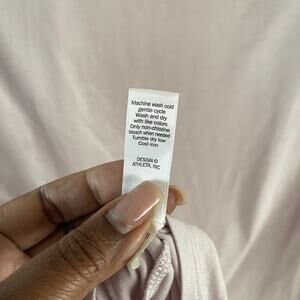 Machine wash cold
gentle cycle
Wash and dry
with like colors
Only non-chlorine
bleach when needed
Tumble dry low
Cool iron
DESIGN ©
ATHLETA, INC